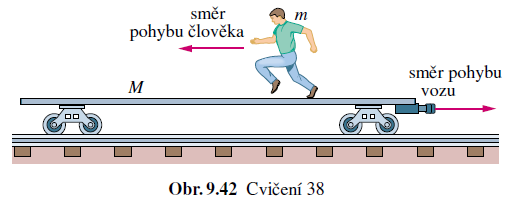 směr
pohybu člověka
m
M
směr pohybu
vozu
Obr. 9.42 Cvičení 38